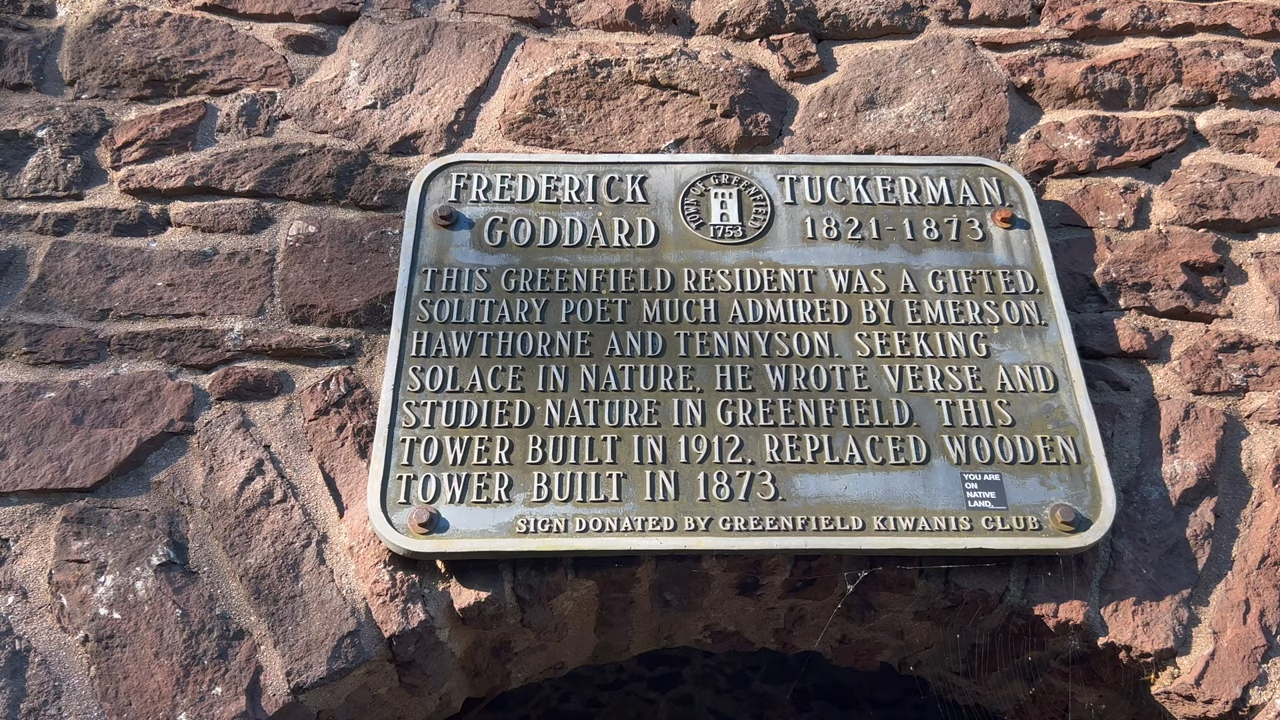 FREDERICK TUCKERMAN
GODDARD 1821-1873
TOWN OF GREENFIELD
1753
THIS GREENFIELD RESIDENT WAS A GIFTED,
SOLITARY POET MUCH ADMIRED BY EMERSON,
HAWTHORNE AND TENNYSON. SEEKING
SOLACE IN NATURE, HE WROTE VERSE AND
STUDIED NATURE IN GREENFIELD. THIS
TOWER BUILT IN 1912, REPLACED WOODEN
TOWER BUILT IN 1873.
YOU ARE
ON
NATIVE
LAND.
SIGN DONATED BY GREENFIELD KIWANIS CLUB.